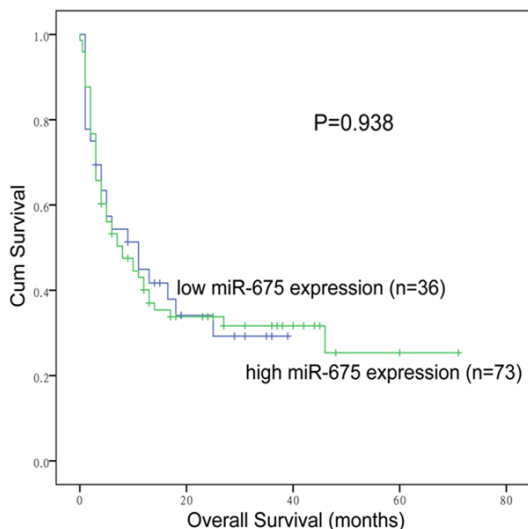 1.0
P=0.938
0.8
0.6
Cum Survival
0.4
low miR-675 expression (n=36)
high miR-675 expression (n=73)
0.2
0.0
0 20 40 60 80
Overall Survival (months)